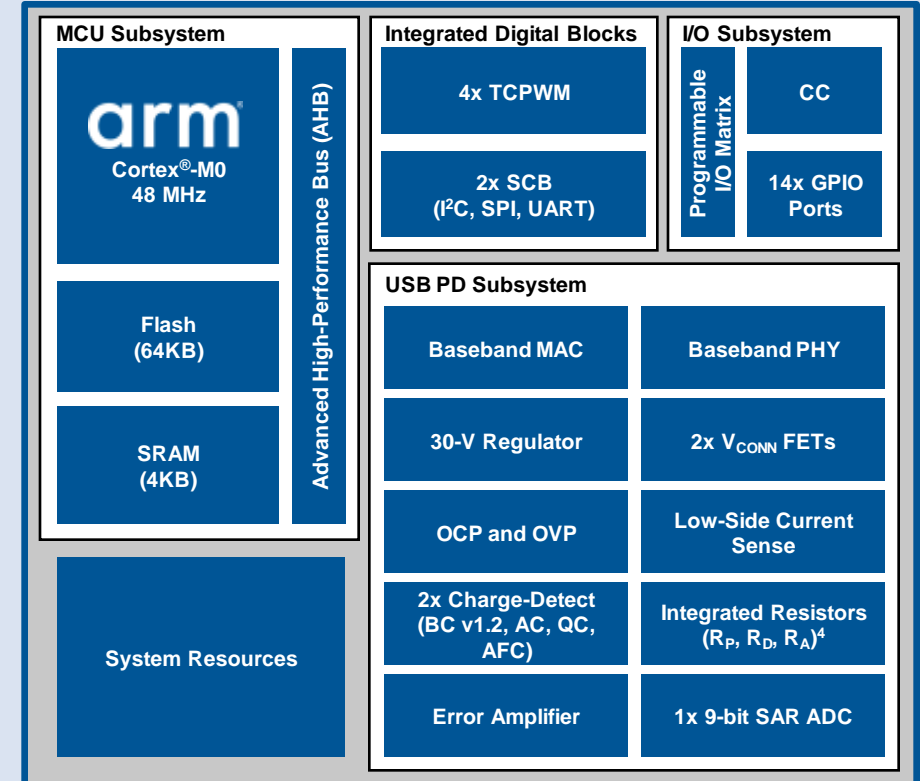 MCU Subsystem
arm
Cortex®-M0
48 MHz
Flash
(64KB)
SRAM
(4KB)
Advanced High-Performance Bus (AHB)
System Resources
Integrated Digital Blocks
4x TCPWM
2x SCB
(I²C, SPI, UART)
I/O Subsystem
Programmable
I/O Matrix
CC
14x GPIO
Ports
USB PD Subsystem
Baseband MAC
Baseband PHY
30-V Regulator
2x VCONN FETs
OCP and OVP
Low-Side Current
Sense
2x Charge-Detect
(BC v1.2, AC, QC,
AFC)
Integrated Resistors
(RP, RD, RA)⁴
Error Amplifier
1x 9-bit SAR ADC